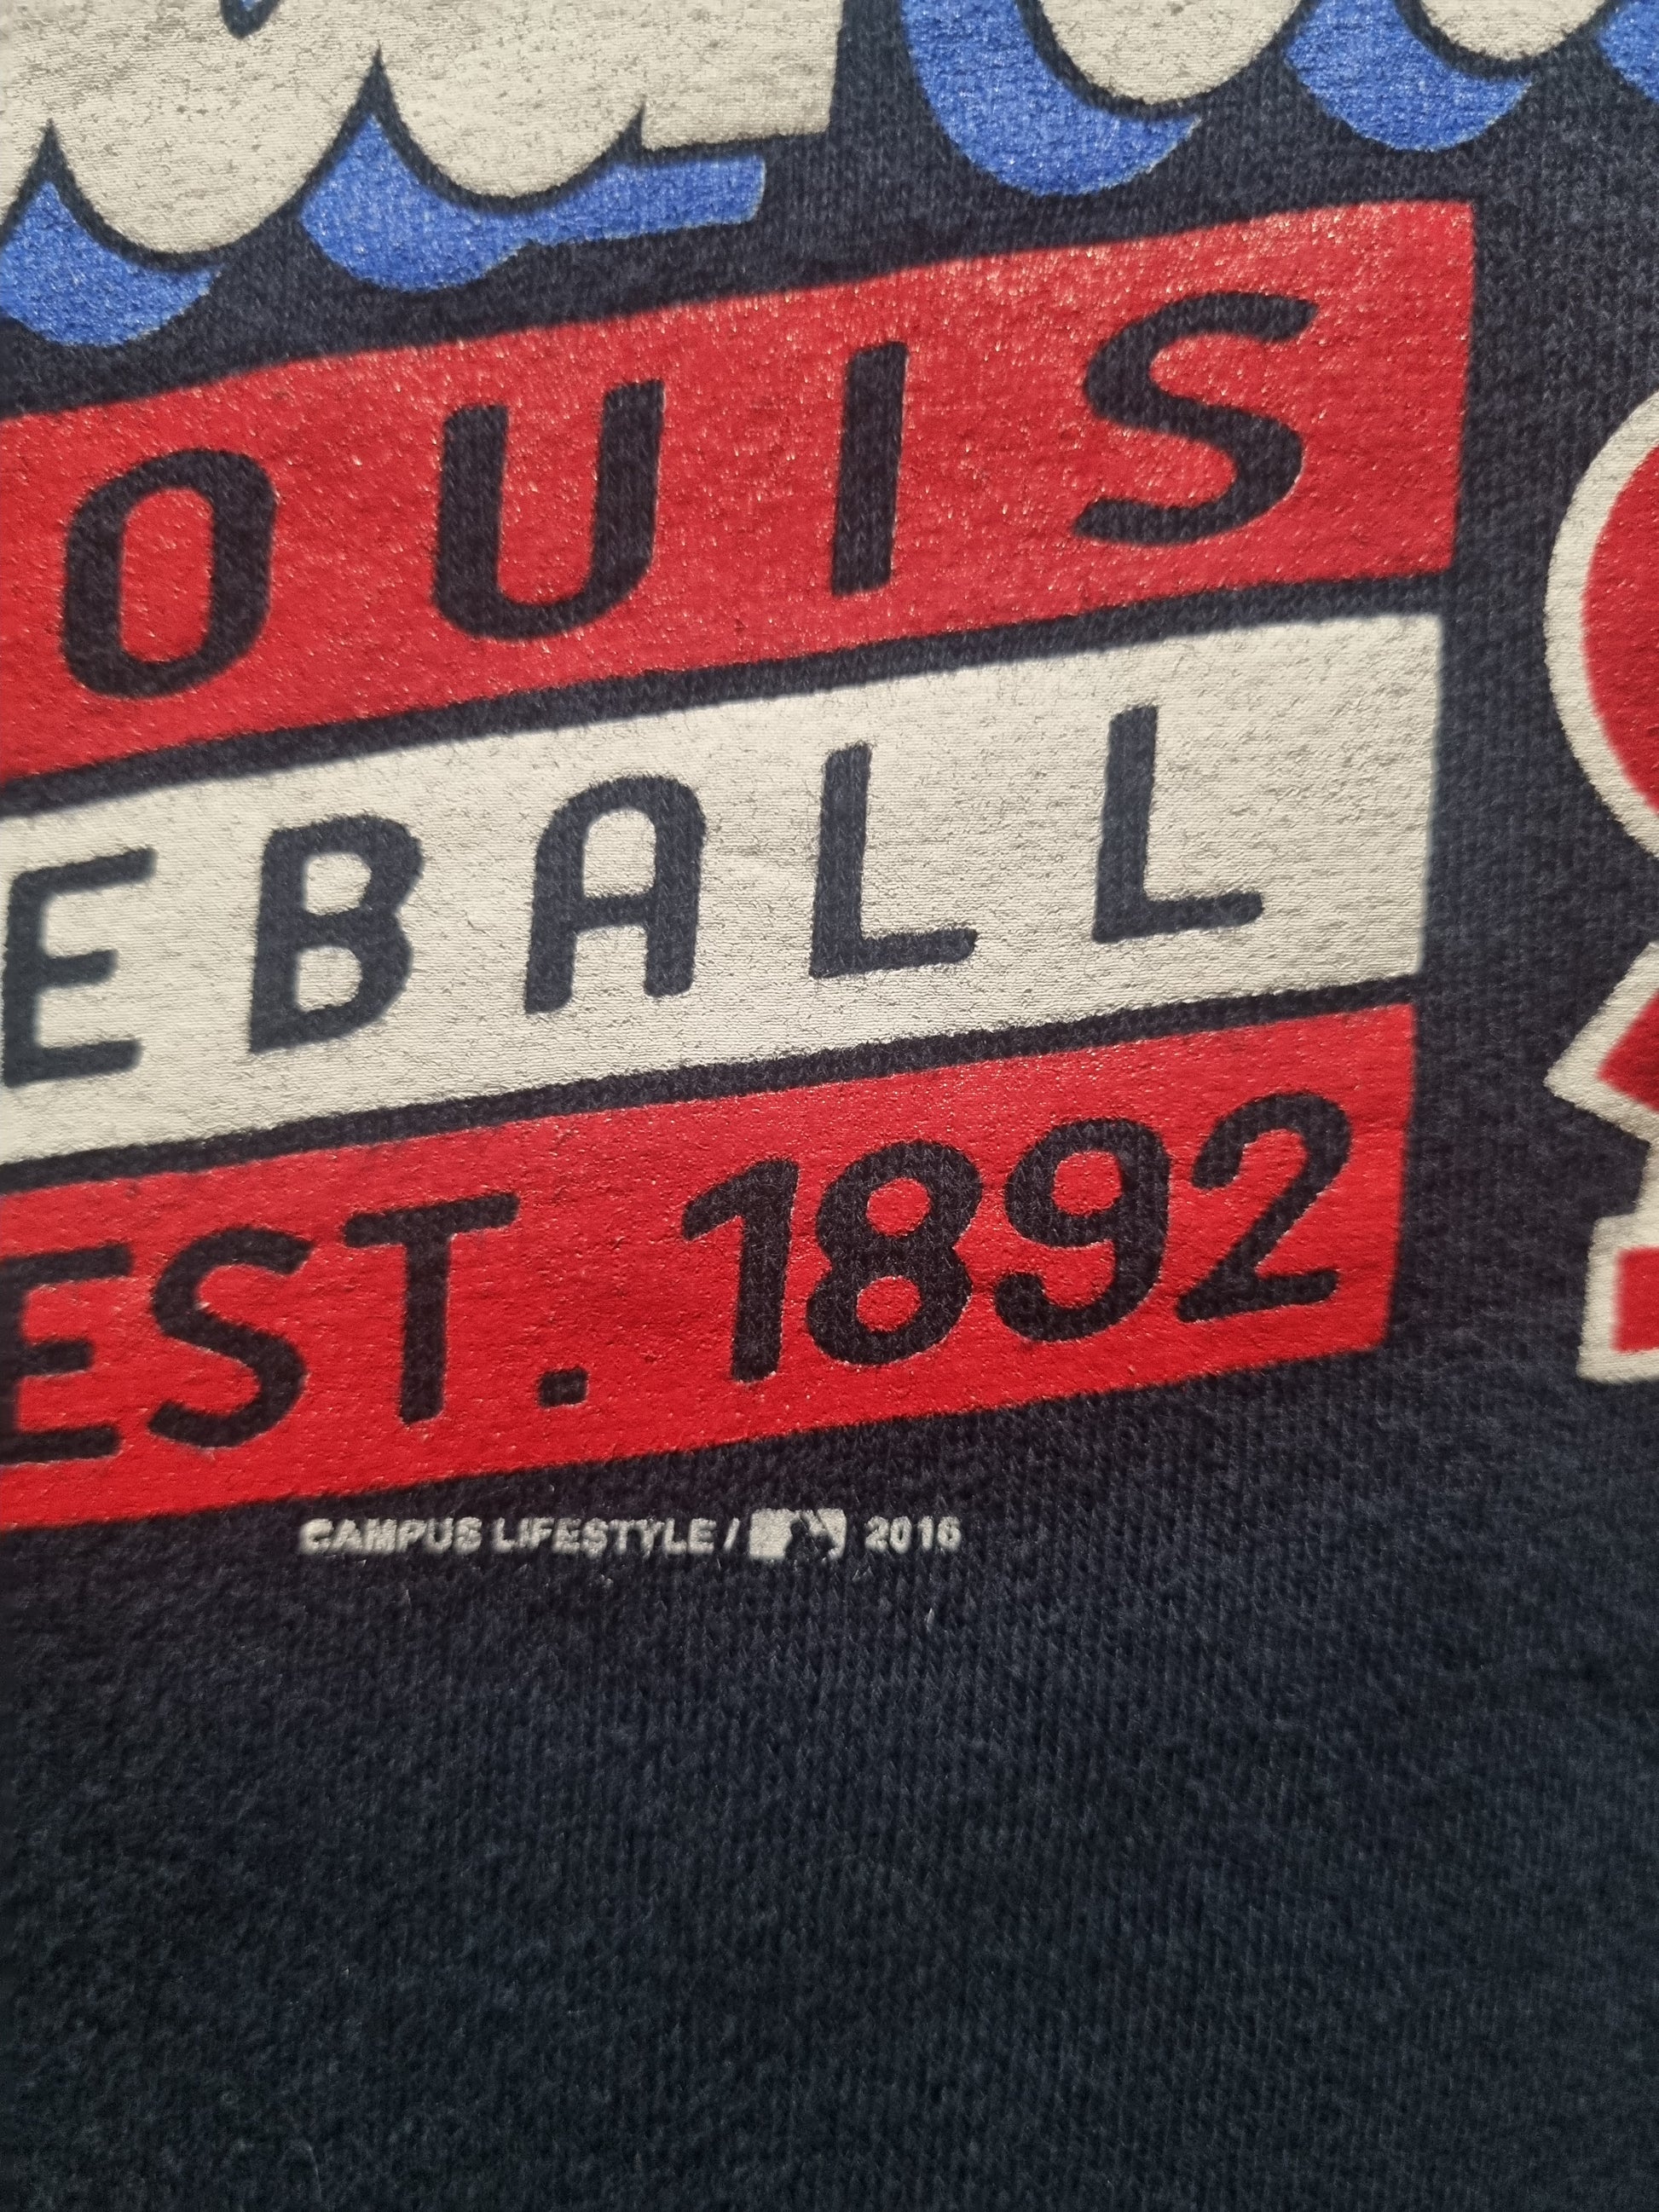 OUIS
EBALL
EST. 1892
CAMPUS LIFESTYLE / 2016